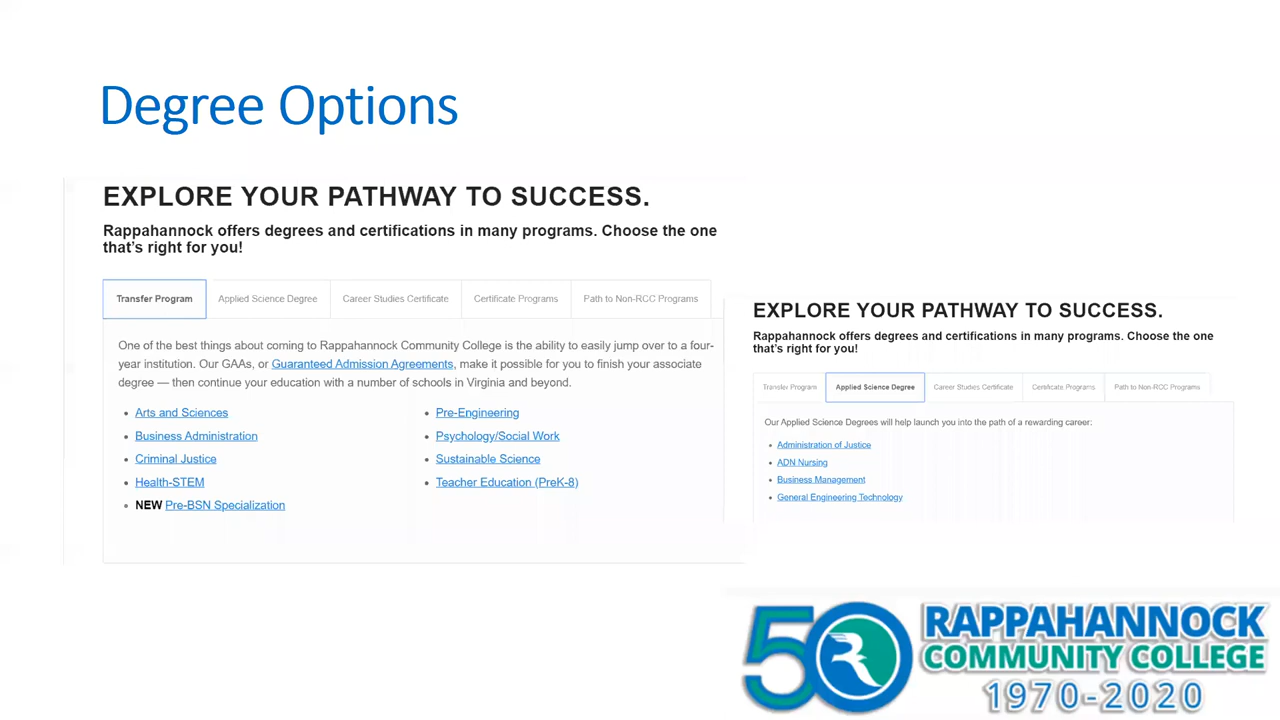 Degree Options
EXPLORE YOUR PATHWAY TO SUCCESS.
Rappahannock offers degrees and certifications in many programs. Choose the one
that's right for you!
Transfer Program
Applied Science Degree
Career Studies Certificate
Certificate Programs
Path to Non-RCC Programs
One of the best things about coming to Rappahannock Community College is the ability to easily jump over to a four-
year institution. Our GAAs, or Guaranteed Admission Agreements, make it possible for you to finish your associate
degree — then continue your education with a number of schools in Virginia and beyond.
• Arts and Sciences
• Business Administration
• Criminal Justice
• Health-STEM
• NEW Pre-BSN Specialization
• Pre-Engineering
• Psychology/Social Work
• Sustainable Science
• Teacher Education (PreK-8)
EXPLORE YOUR PATHWAY TO SUCCESS.
Rappahannock offers degrees and certifications in many programs. Choose the one
that's right for you!
Transfer Program
Applied Science Degree
Career Studies Certificate
Certificate Programs
Path to Non-RCC Programs
Our Applied Science Degrees will help launch you into the path of a rewarding career:
• Administration of Justice
• ADN Nursing
• Business Management
• General Engineering Technology
50
RAPPAHANNOCK
COMMUNITY COLLEGE
1970-2020